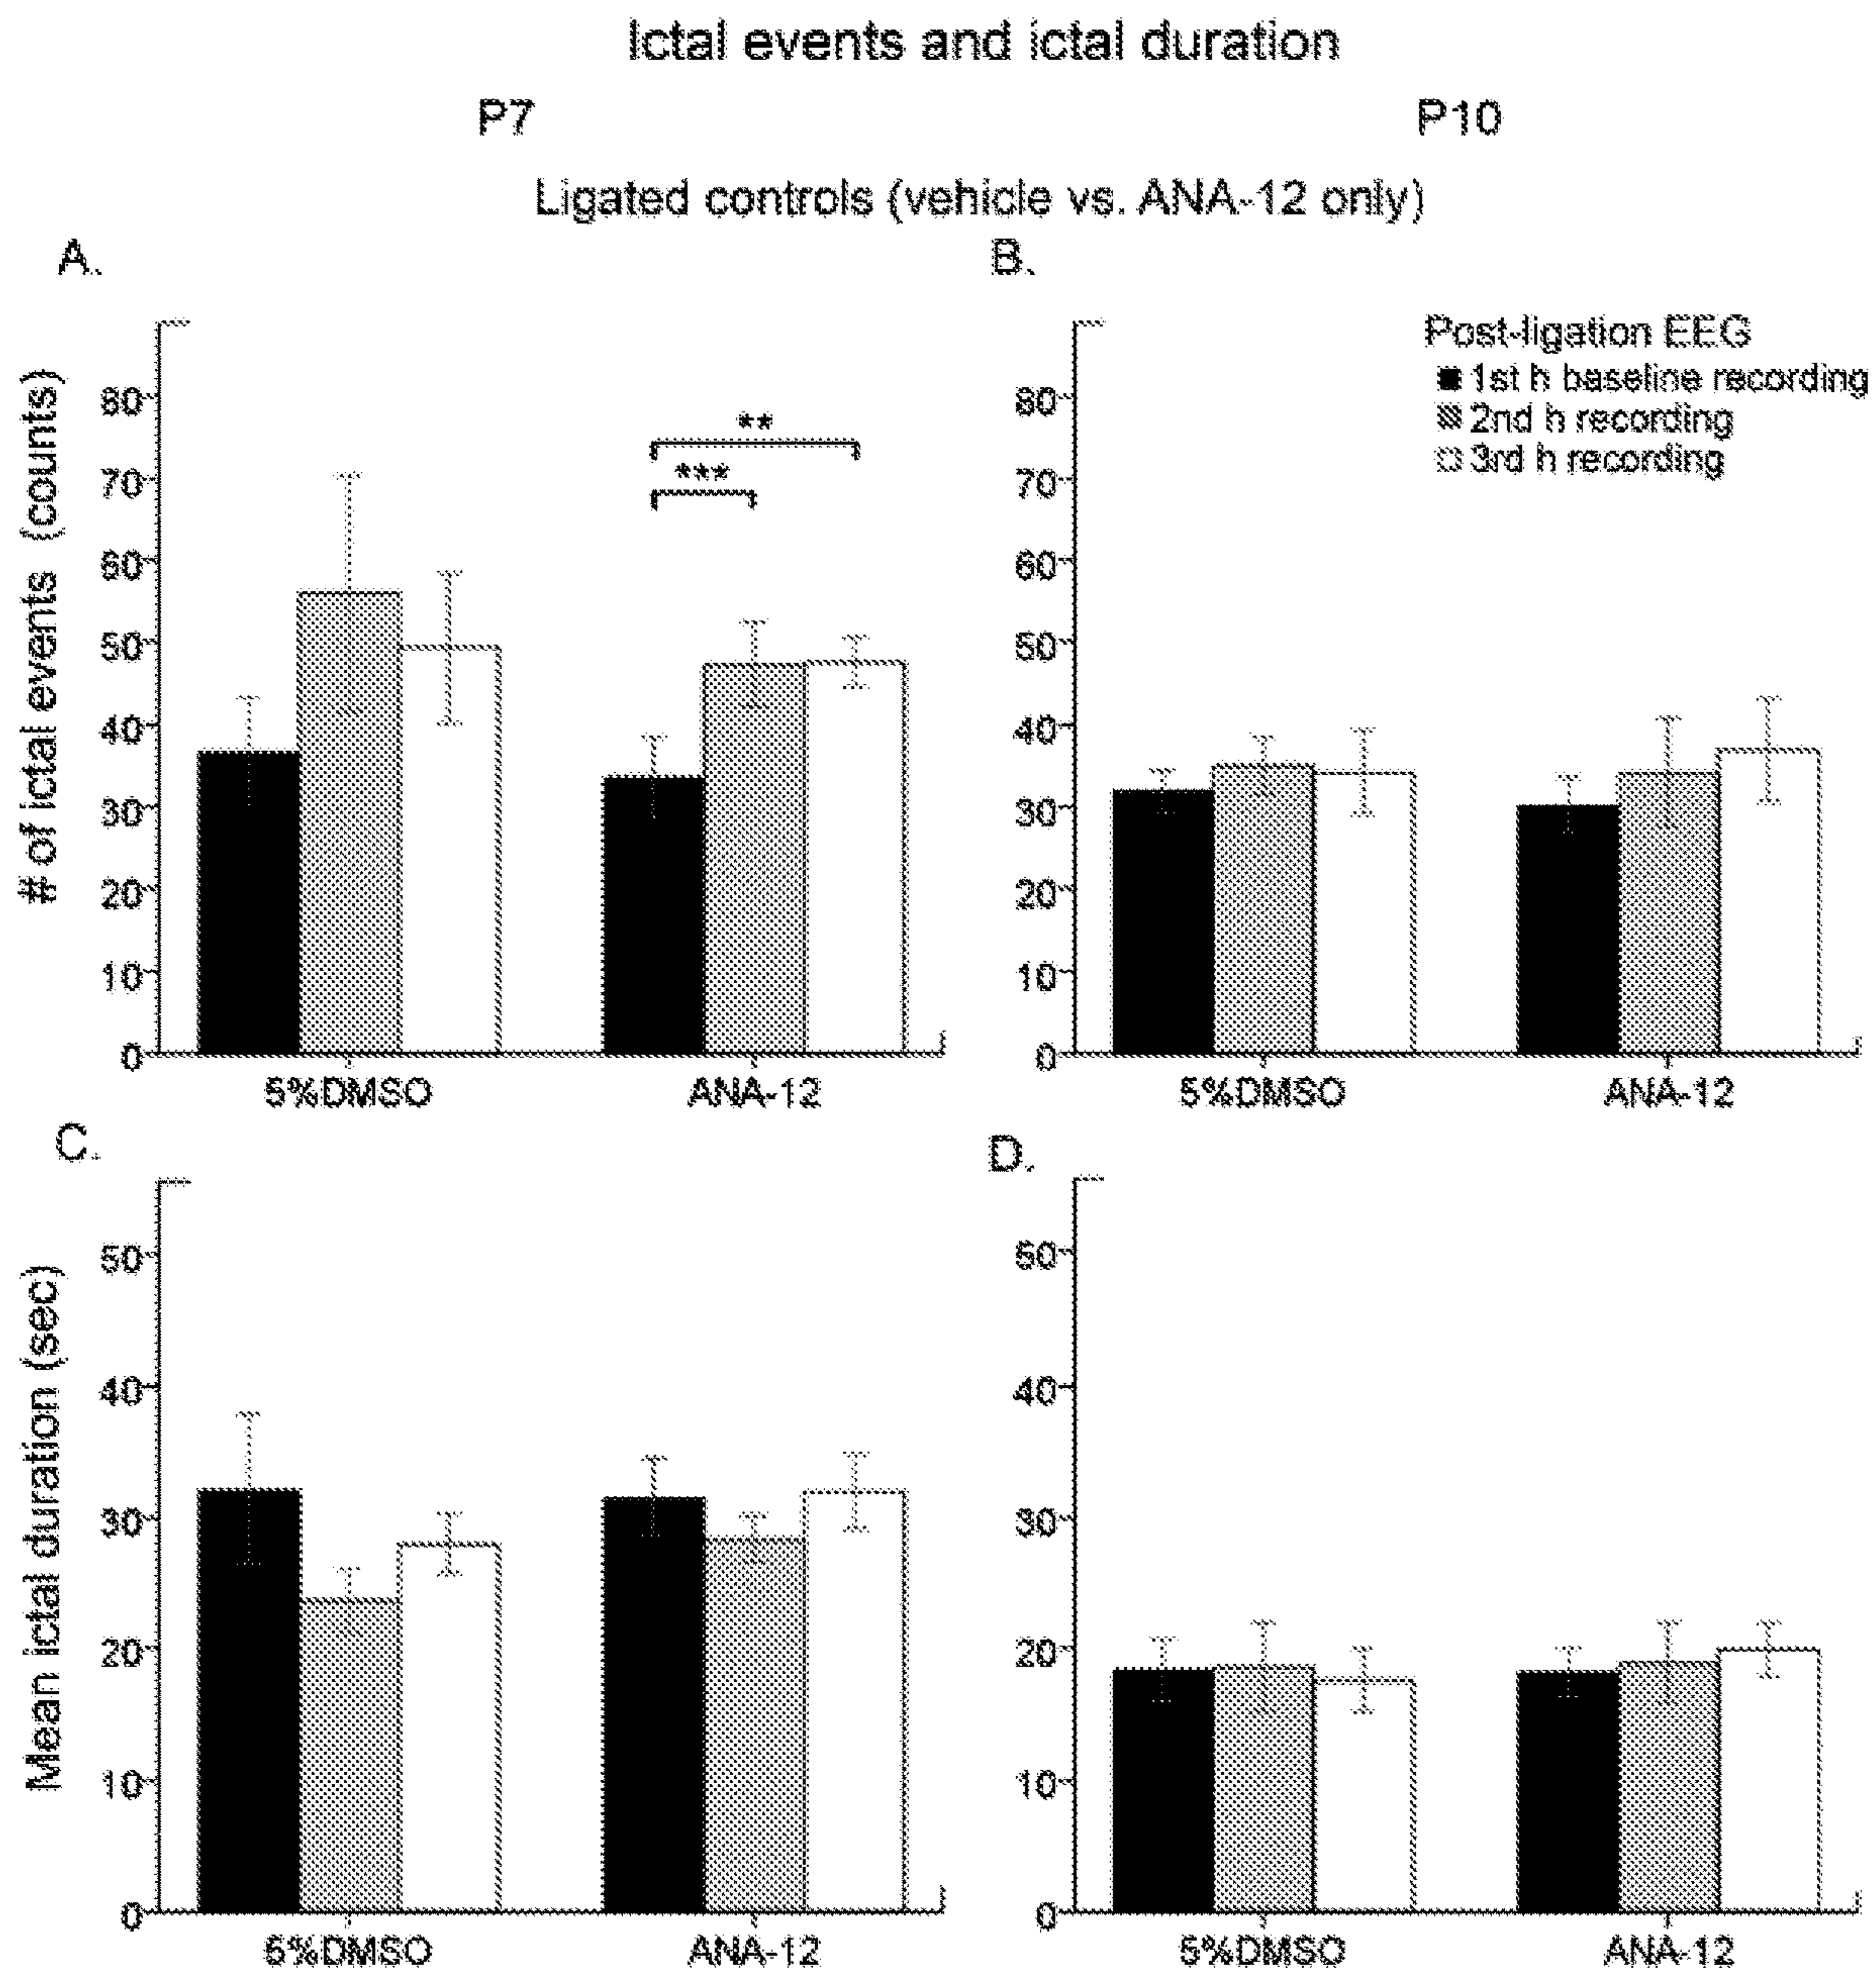 Ictal events and ictal duration
P7
P10
Ligated controls (vehicle vs. ANA-12 only)
A.
B.
# of ictal events (counts)
80
70
60
50
40
30
20
10
0
5%DMSO
ANA-12
**
***
80
70
60
50
40
30
20
10
0
5%DMSO
ANA-12
Post-ligation EEG
1st h baseline recording
2nd h recording
3rd h recording
C.
D.
Mean ictal duration (sec)
50
40
30
20
10
0
5%DMSO
ANA-12
50
40
30
20
10
0
5%DMSO
ANA-12